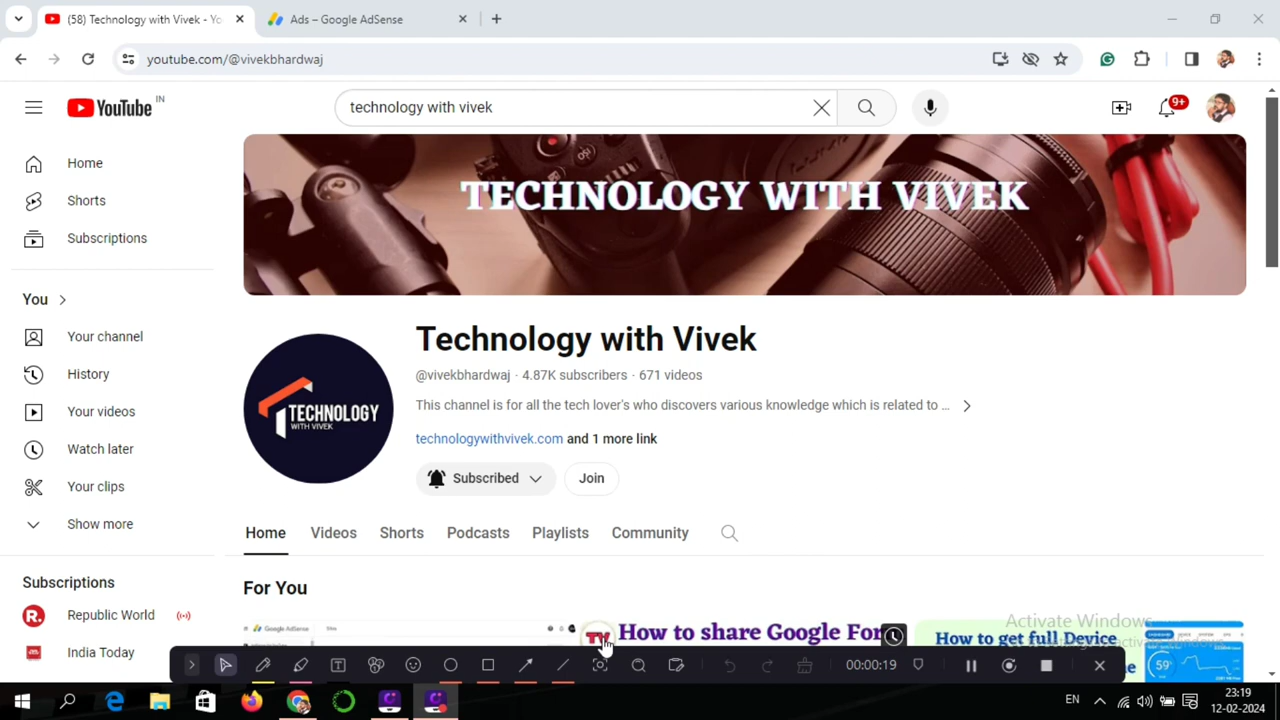 (58) Technology with Vivek - Yo
Ads – Google AdSense
youtube.com/@vivekbhardwaj
YouTube IN
technology with vivek
9+
Home
Shorts
Subscriptions
You
Your channel
History
Your videos
Watch later
Your clips
Show more
Subscriptions
Republic World
India Today
TECHNOLOGY WITH VIVEK
TECHNOLOGY
WITH VIVEK
Technology with Vivek
@vivekbhardwaj · 4.87K subscribers · 671 videos
This channel is for all the tech lover's who discovers various knowledge which is related to ...
technologywithvivek.com and 1 more link
Subscribed
Join
Home
Videos
Shorts
Podcasts
Playlists
Community
For You
Google AdSense
How to share Google For
How to get full Device
59
Activate Windows
00:00:19
EN
23:19
12-02-2024